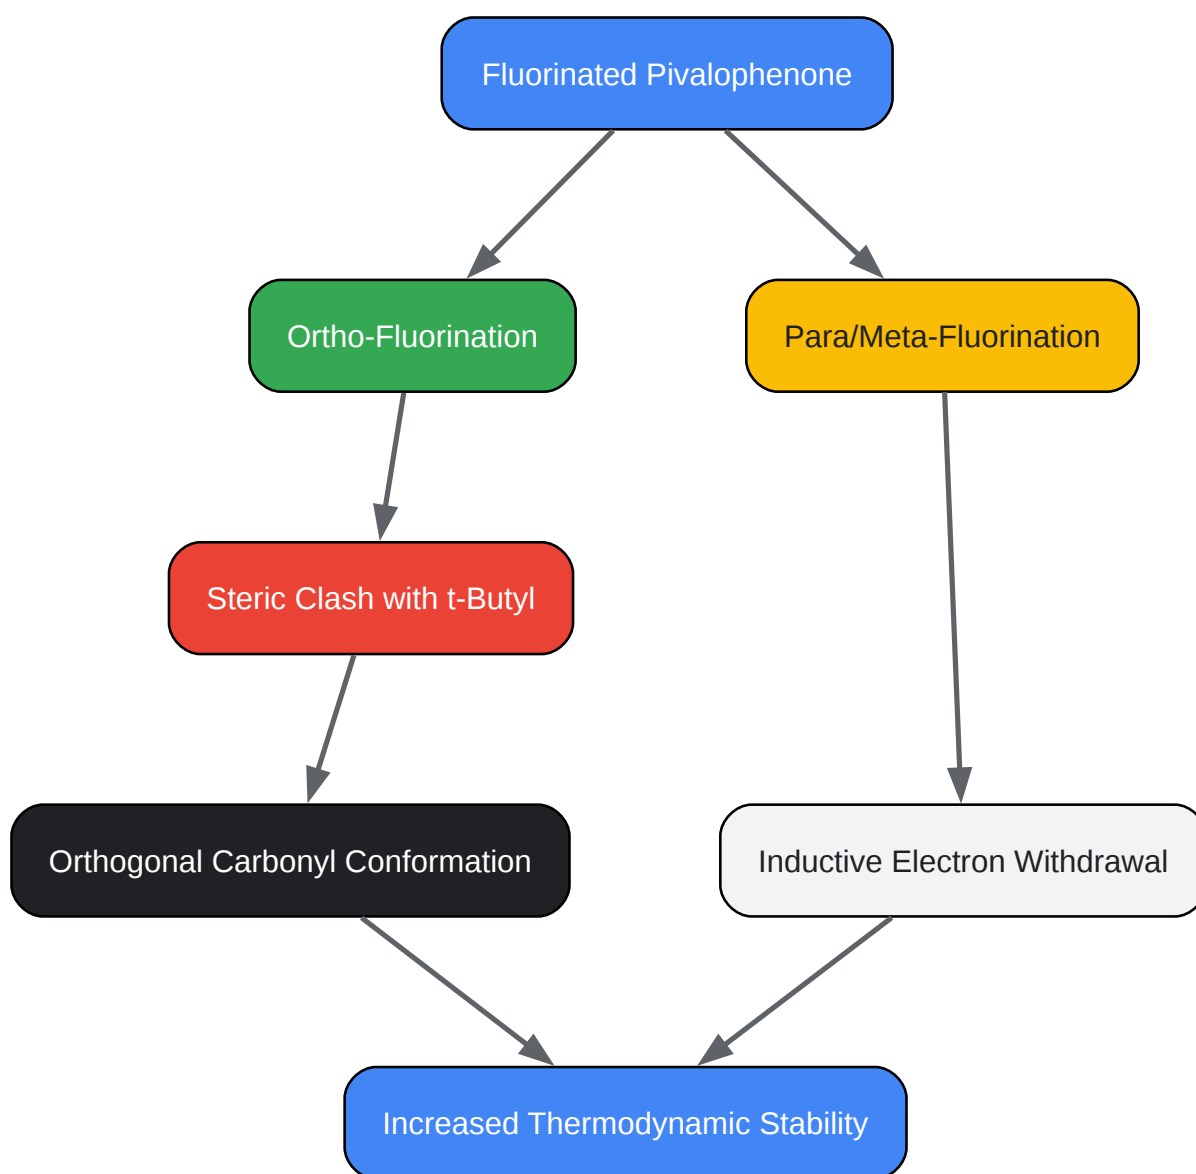 Fluorinated Pivalophenone
Ortho-Fluorination
Para/Meta-Fluorination
Steric Clash with t-Butyl
Orthogonal Carbonyl Conformation
Inductive Electron Withdrawal
Increased Thermodynamic Stability